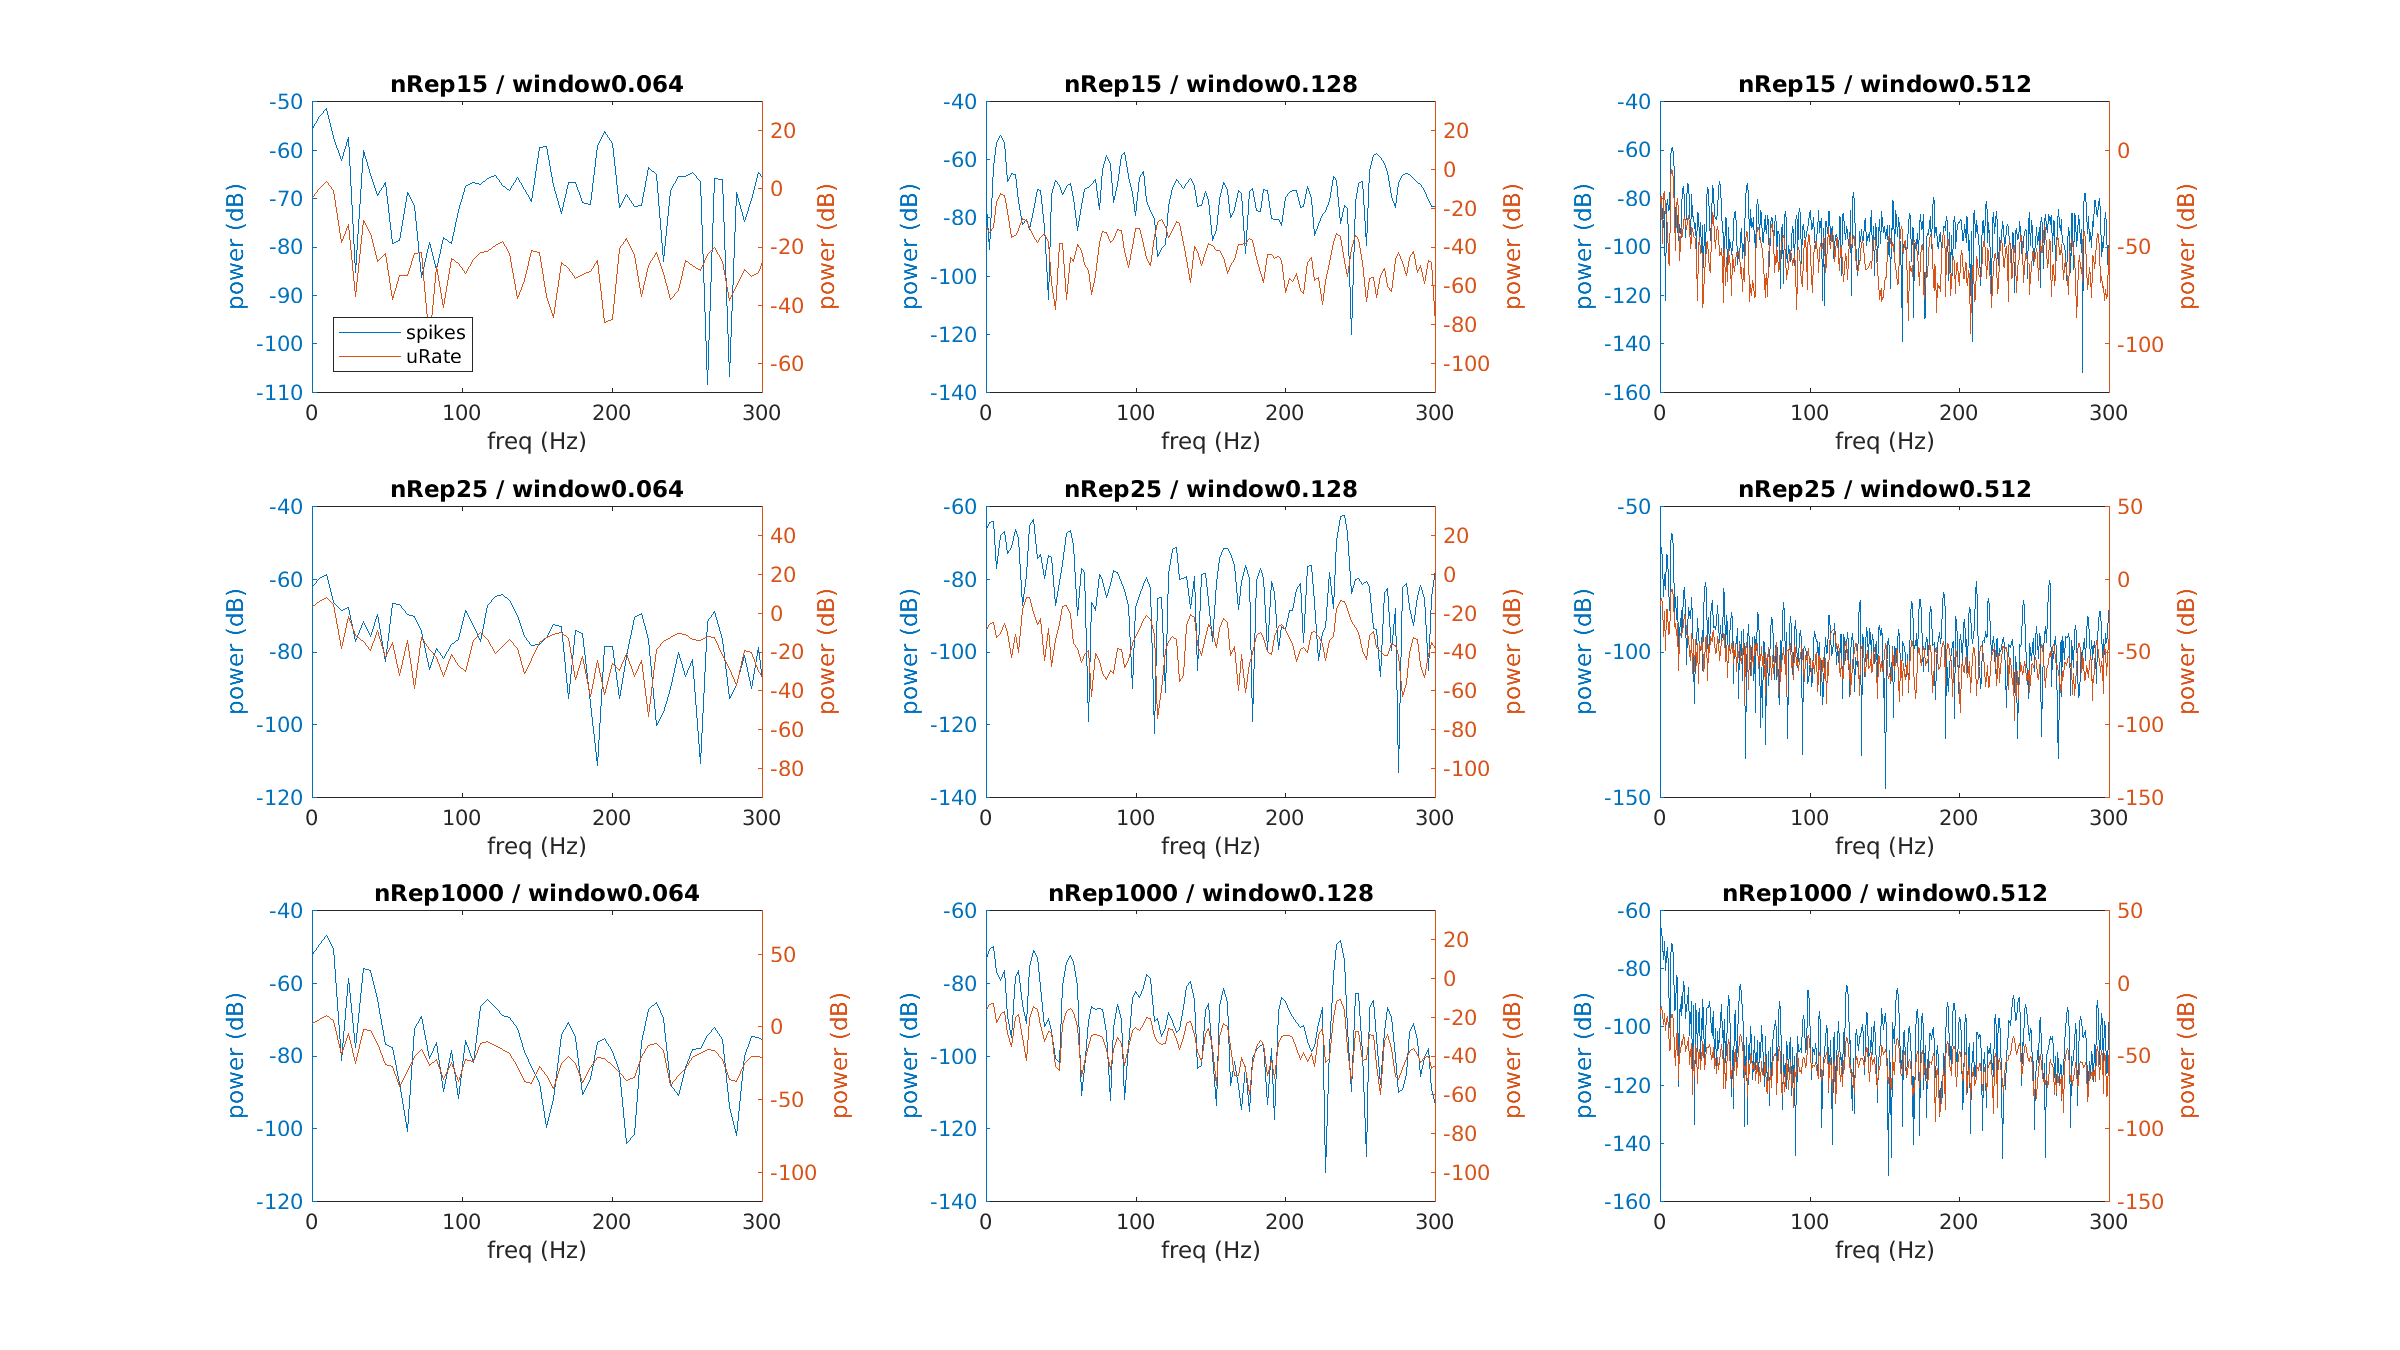 nRep15 / window0.064
-50
-60
-70
-80
-90
-100
-110
power (dB)
20
0
-20
-40
-60
power (dB)
spikes
uRate
0 100 200 300
freq (Hz)
nRep15 / window0.128
-40
-60
-80
-100
-120
-140
power (dB)
20
0
-20
-40
-60
-80
-100
power (dB)
0 100 200 300
freq (Hz)
nRep15 / window0.512
-40
-60
-80
-100
-120
-140
-160
power (dB)
0
-50
-100
power (dB)
0 100 200 300
freq (Hz)
nRep25 / window0.064
-40
-60
-80
-100
-120
power (dB)
40
20
0
-20
-40
-60
-80
power (dB)
0 100 200 300
freq (Hz)
nRep25 / window0.128
-60
-80
-100
-120
-140
power (dB)
20
0
-20
-40
-60
-80
-100
power (dB)
0 100 200 300
freq (Hz)
nRep25 / window0.512
-50
-100
-150
power (dB)
50
0
-50
-100
-150
power (dB)
0 100 200 300
freq (Hz)
nRep1000 / window0.064
-40
-60
-80
-100
-120
power (dB)
50
0
-50
-100
power (dB)
0 100 200 300
freq (Hz)
nRep1000 / window0.128
-60
-80
-100
-120
-140
power (dB)
20
0
-20
-40
-60
-80
-100
power (dB)
0 100 200 300
freq (Hz)
nRep1000 / window0.512
-60
-80
-100
-120
-140
-160
power (dB)
50
0
-50
-100
-150
power (dB)
0 100 200 300
freq (Hz)